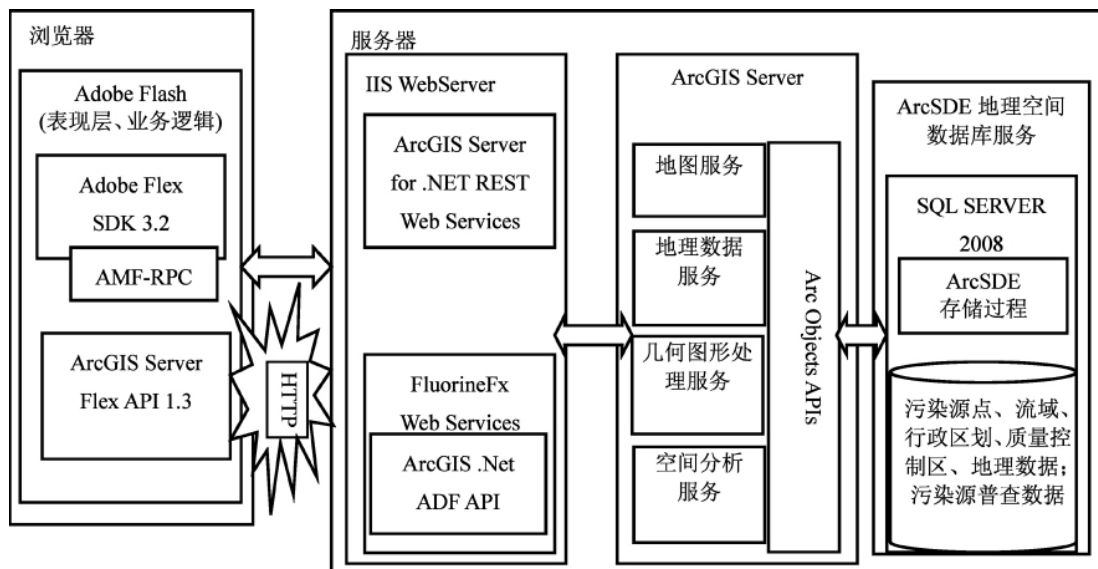 浏览器
Adobe Flash
(表现层、业务逻辑)
Adobe Flex
SDK 3.2
AMF-RPC
ArcGIS Server
Flex API 1.3
HTTP
服务器
IIS WebServer
ArcGIS Server
for .NET REST
Web Services
FluorineFx
Web Services
ArcGIS .Net
ADF API
ArcGIS Server
地图服务
地理数据
服务
几何图形处
理服务
空间分析
服务
Arc Objects APIs
ArcSDE 地理空间
数据库服务
SQL SERVER
2008
ArcSDE
存储过程
污染源点、流域、
行政区划、质量控
制区、地理数据；
污染源普查数据